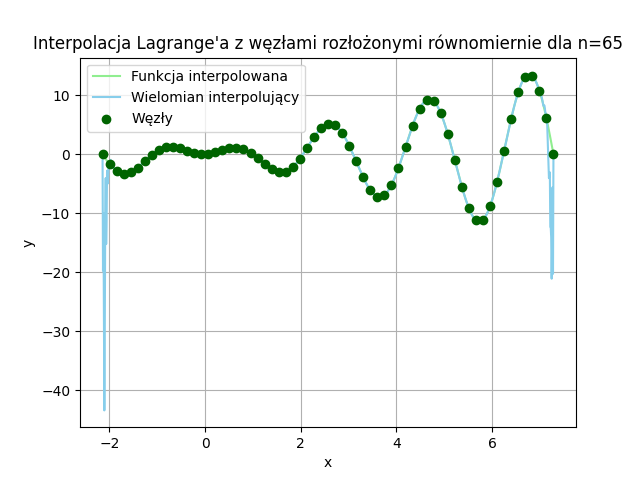 Interpolacja Lagrange'a z węzłami rozłożonymi równomiernie dla n=65
Funkcja interpolowana
Wielomian interpolujący
Węzły
10
0
−10
−20
−30
−40
y
−2
0
2
4
6
x